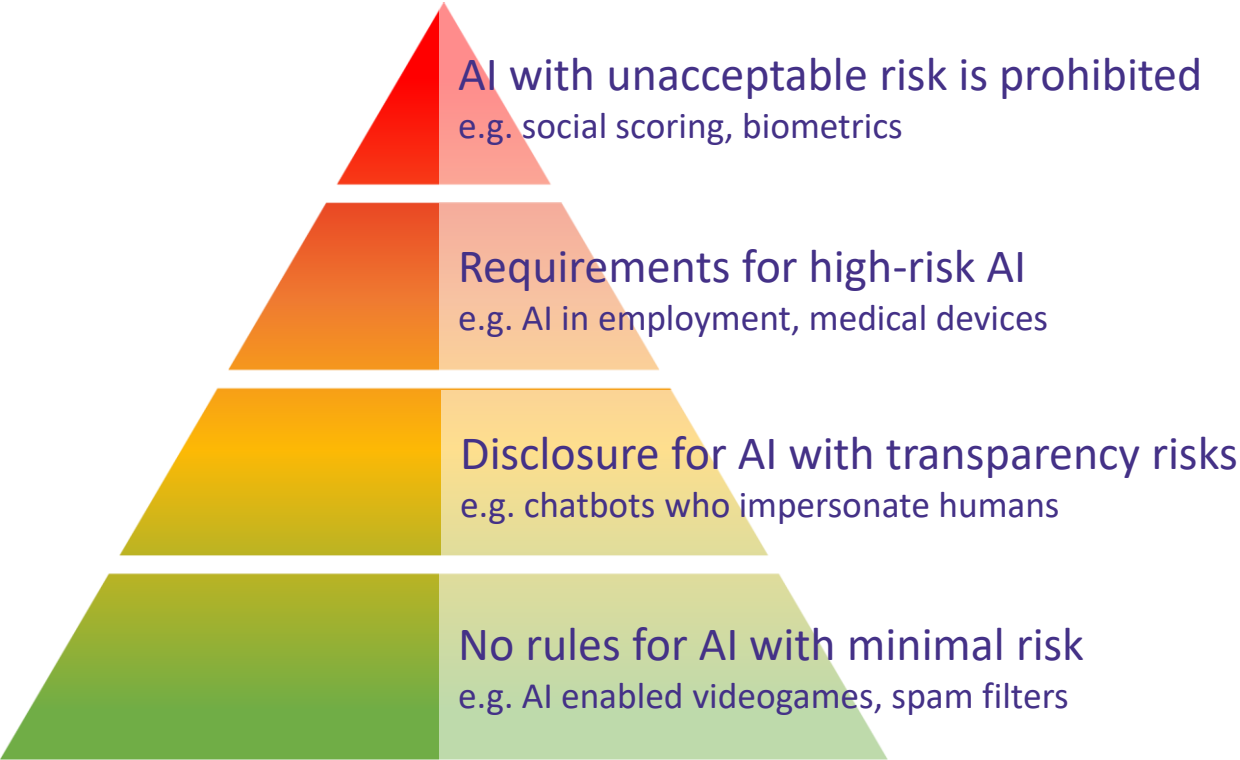 AI with unacceptable risk is prohibited
e.g. social scoring, biometrics
Requirements for high-risk AI
e.g. AI in employment, medical devices
Disclosure for AI with transparency risks
e.g. chatbots who impersonate humans
No rules for AI with minimal risk
e.g. AI enabled videogames, spam filters